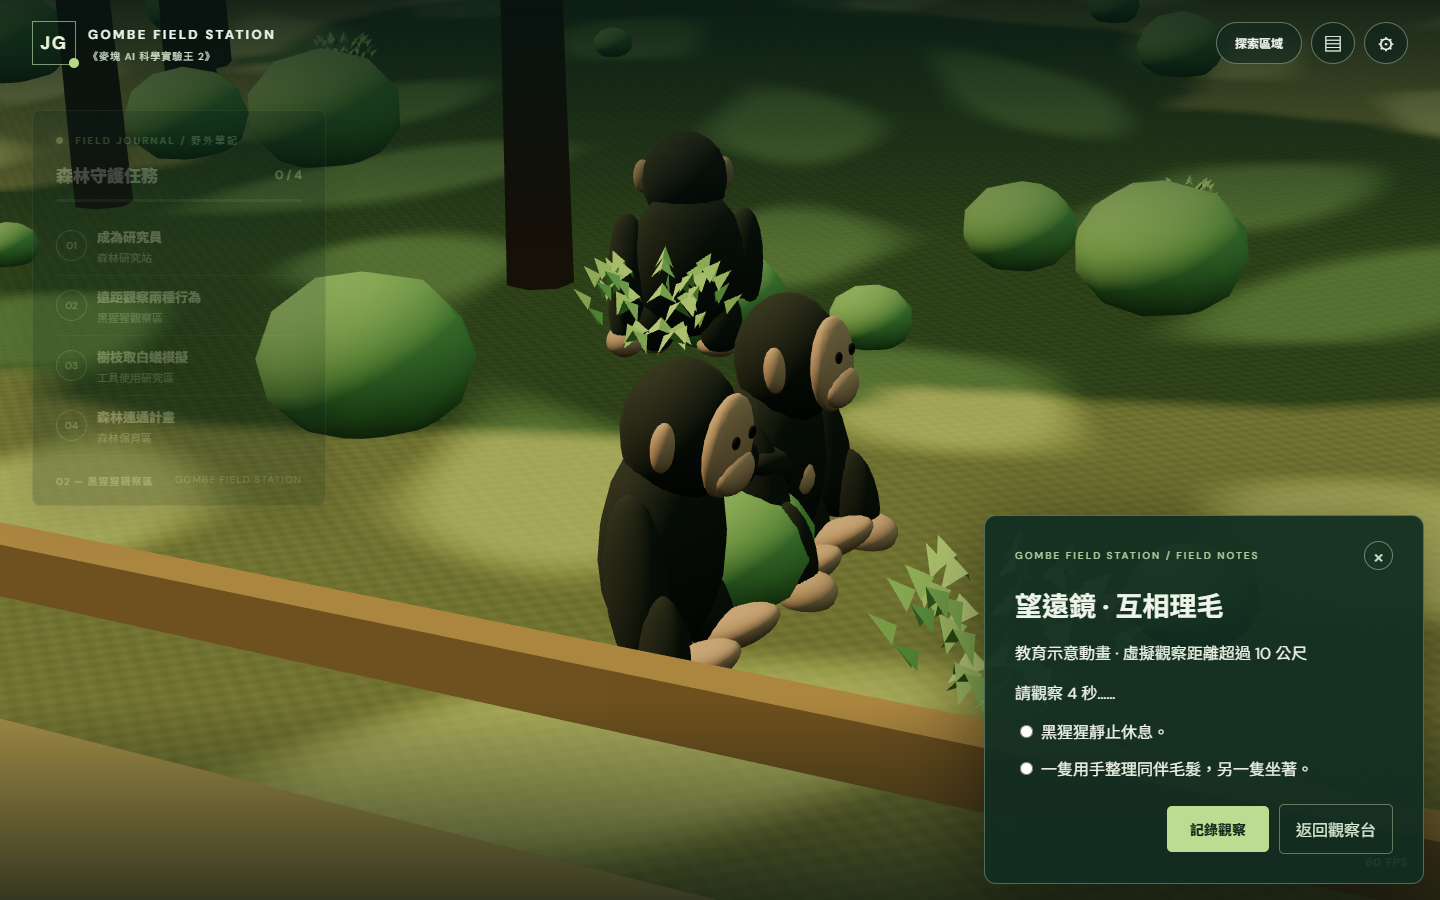 JG
GOMBE FIELD STATION
《麥塊 AI 科學實驗王 2》
探索區域
FIELD JOURNAL / 野外筆記
森林守護任務
0 / 4
01
成為研究員
森林研究站
02
遠距觀察兩種行為
黑猩猩觀察區
03
樹枝取白蟻模擬
工具使用研究區
04
森林連通計畫
森林保育區
02 — 黑猩猩觀察區
GOMBE FIELD STATION
GOMBE FIELD STATION / FIELD NOTES
×
望遠鏡 · 互相理毛
教育示意動畫 · 虛擬觀察距離超過 10 公尺
請觀察 4 秒……
黑猩猩靜止休息。
一隻用手整理同伴毛髮，另一隻坐著。
記錄觀察
返回觀察台
60 FPS